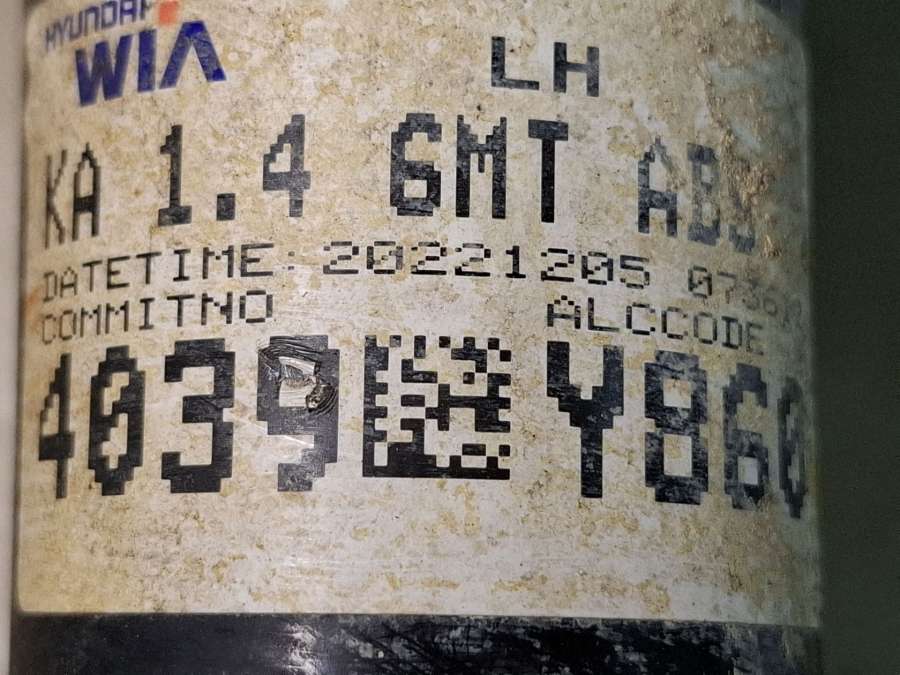 HYUNDAI
WIA
LH
KA 1.4 6MT ABS
DATETIME: 20221205
COMMITNO ALCCODE
4039 Y860